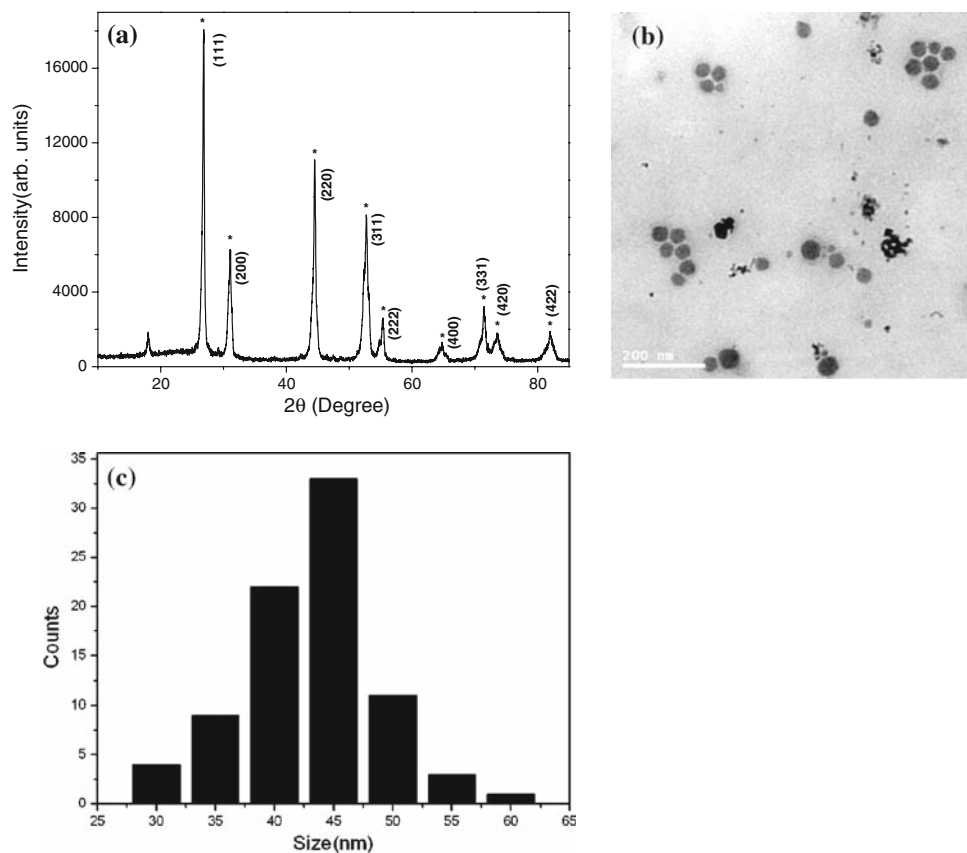 (a)
Intensity(arb. units)
16000
12000
8000
4000
0
* (111)
* (200)
* (220)
* (311)
* (222)
* (400)
* (331)
* (420)
* (422)
20 40 60 80
2θ (Degree)
(b)
200 nm
(c)
Counts
35
30
25
20
15
10
5
0
25 30 35 40 45 50 55 60 65
Size(nm)